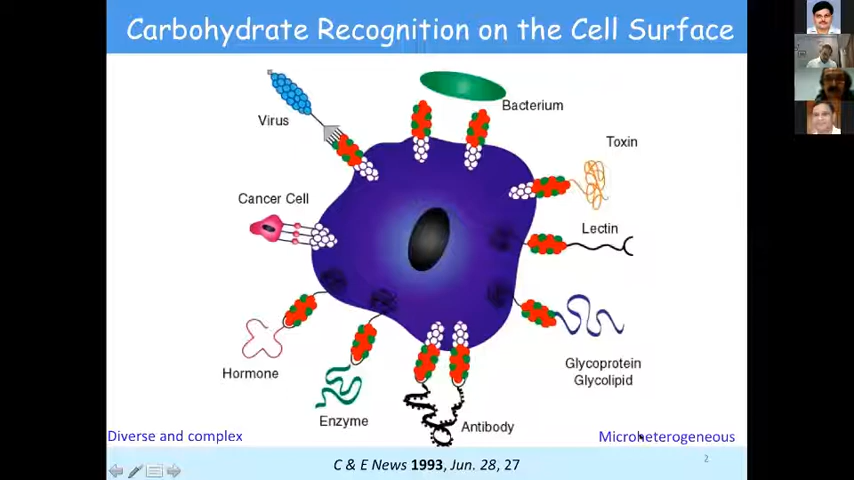 Carbohydrate Recognition on the Cell Surface
Virus
Bacterium
Toxin
Cancer Cell
Lectin
Hormone
Glycoprotein
Glycolipid
Enzyme
Antibody
Diverse and complex
Microheterogeneous
C & E News 1993, Jun. 28, 27
2